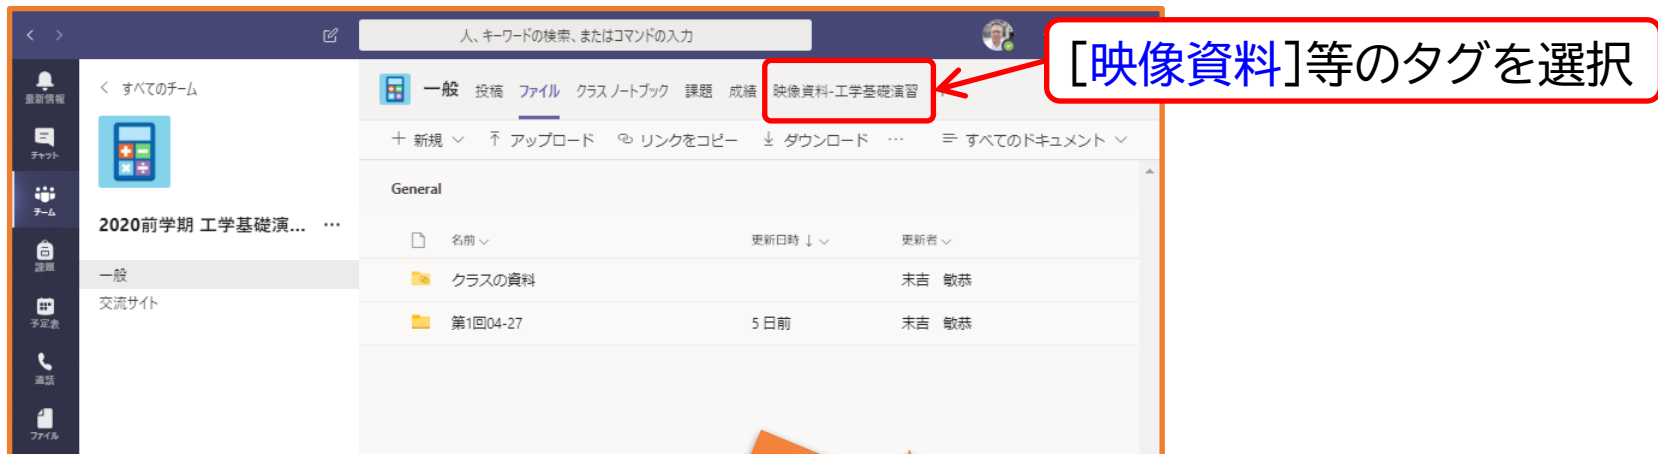 人、キーワードの検索、またはコマンドの入力
[映像資料]等のタグを選択
最新情報
チャット
チーム
課題
予定表
通話
ファイル
すべてのチーム
2020前学期 工学基礎演... ...
一般
交流サイト
一般 投稿 ファイル クラス ノートブック 課題 成績 映像資料-工学基礎演習
新規 アップロード リンクをコピー ダウンロード ... すべてのドキュメント
General
名前 更新日時 ↓ 更新者
クラスの資料 末吉 敏恭
第1回04-27 5 日前 末吉 敏恭